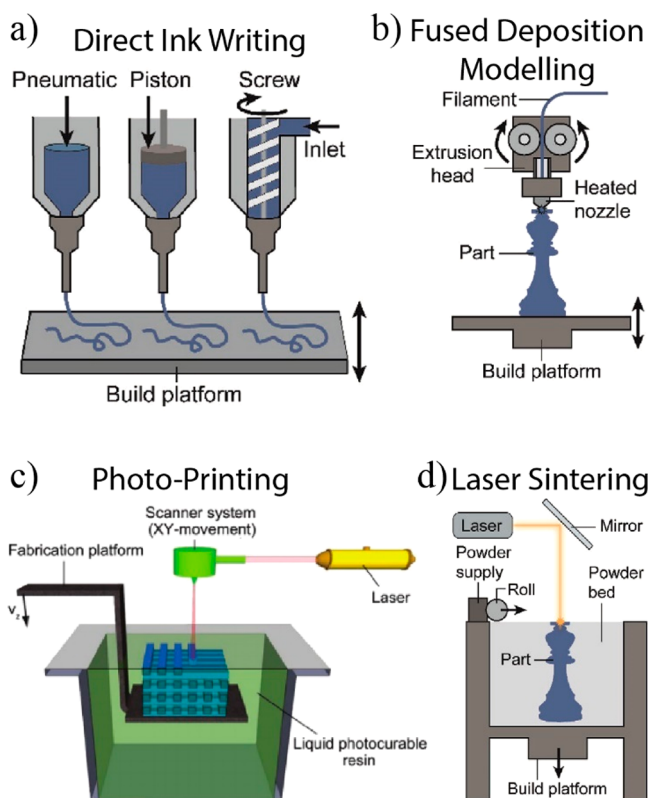 a) Direct Ink Writing
Pneumatic Piston Screw
Inlet
Build platform
b) Fused Deposition
Modelling
Filament
Extrusion
head
Heated
nozzle
Part
Build platform
c) Photo-Printing
Scanner system
(XY-movement)
Fabrication platform
Laser
vz
Liquid photocurable
resin
d) Laser Sintering
Laser
Mirror
Powder
supply
Roll
Powder
bed
Part
Build platform